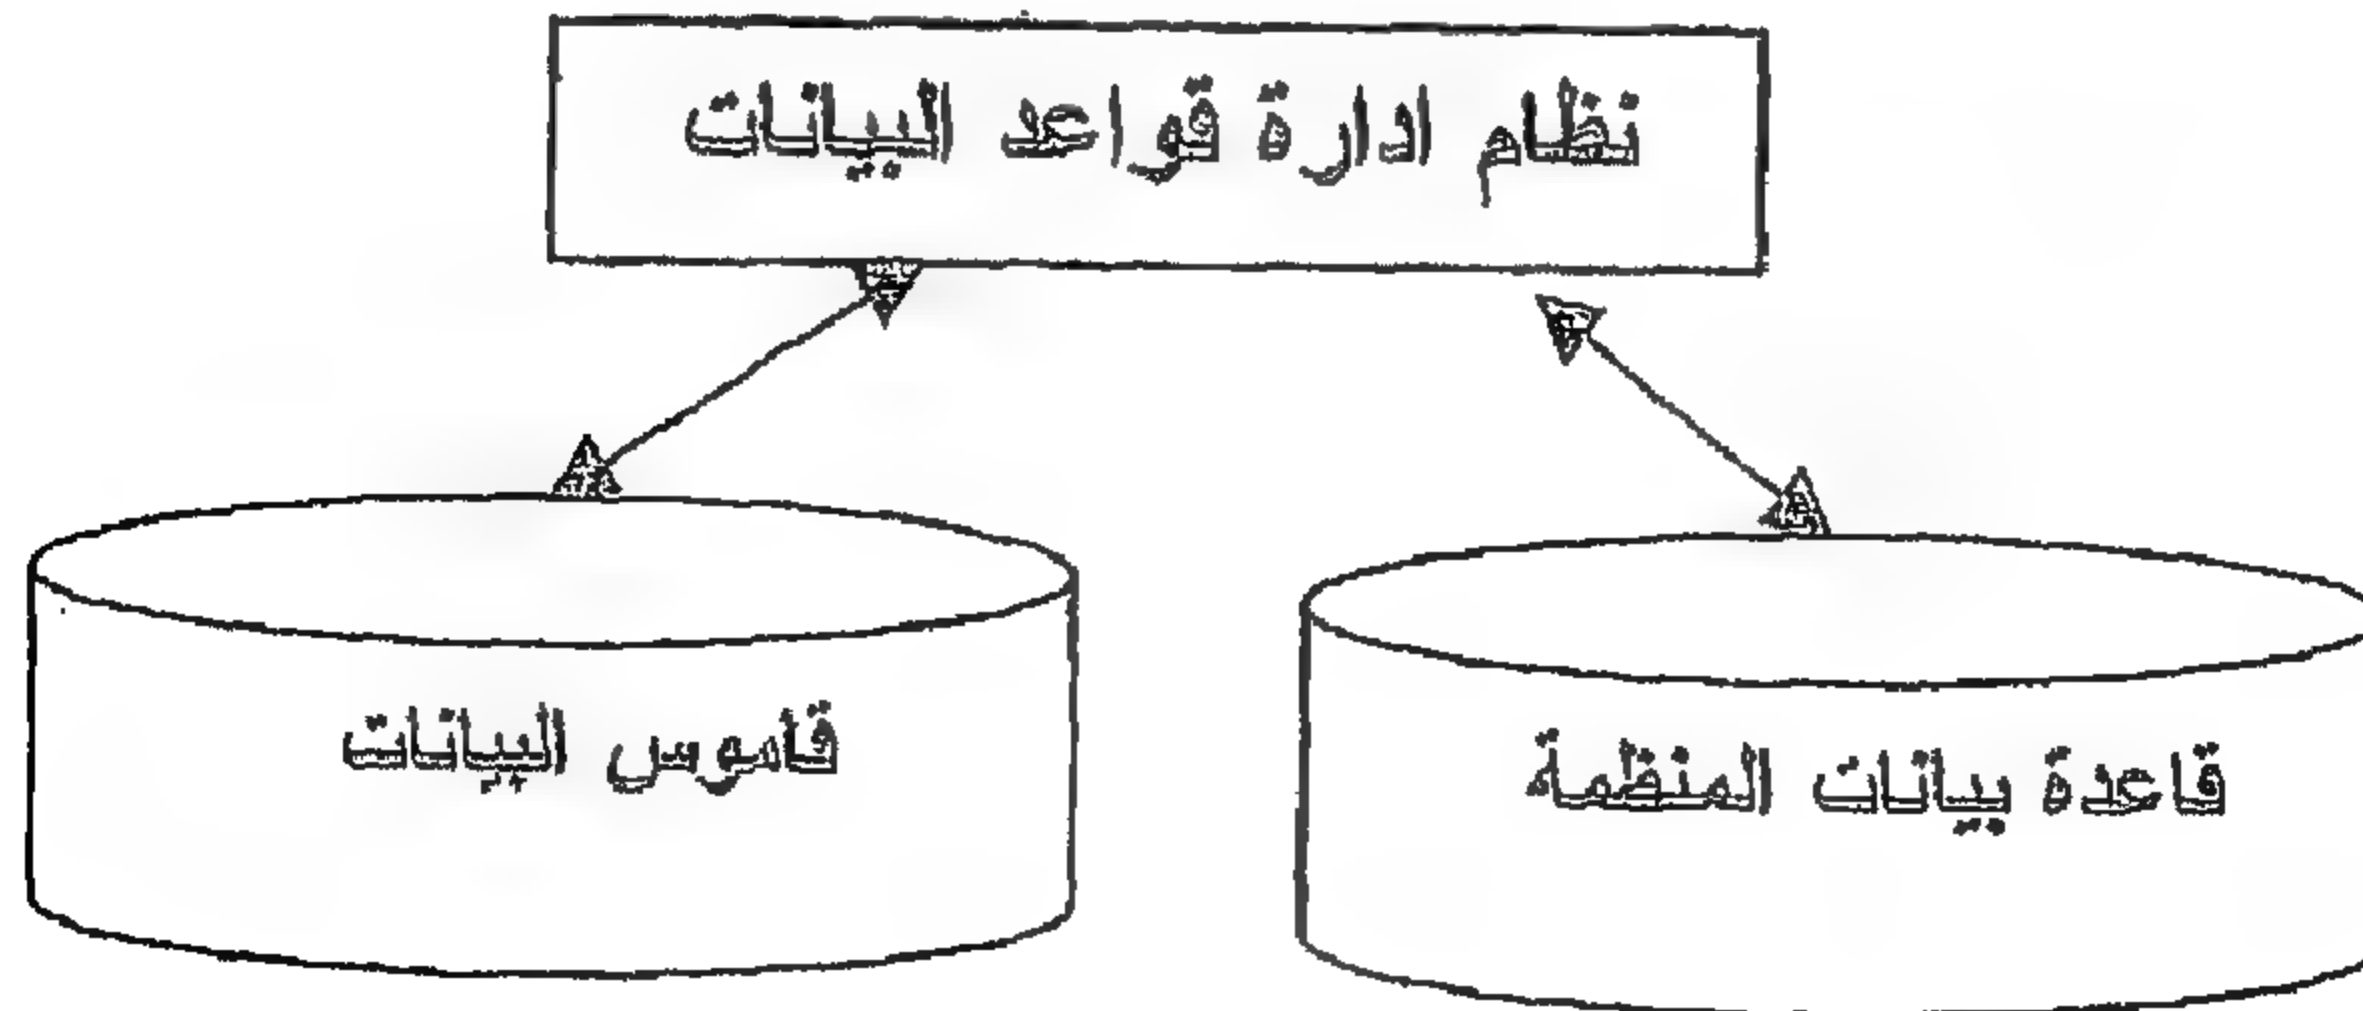 نظام ادارة قواعد البيانات
قاعدة بيانات المنظمة
قاموس البيانات